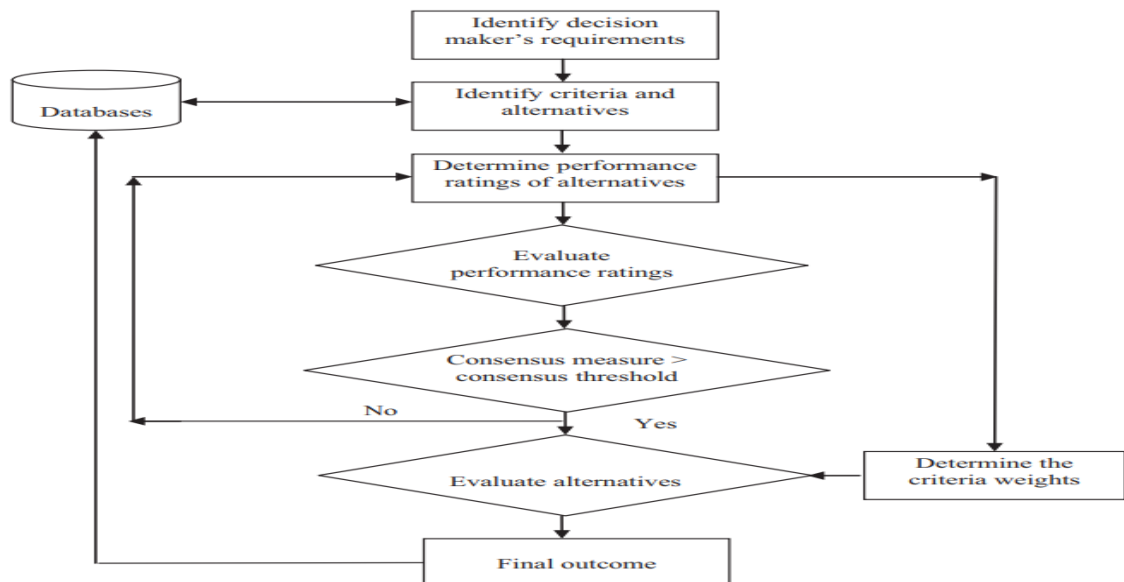 Identify decision
maker's requirements
Databases
Identify criteria and
alternatives
Determine performance
ratings of alternatives
Evaluate
performance ratings
Consensus measure >
consensus threshold
No
Yes
Evaluate alternatives
Determine the
criteria weights
Final outcome